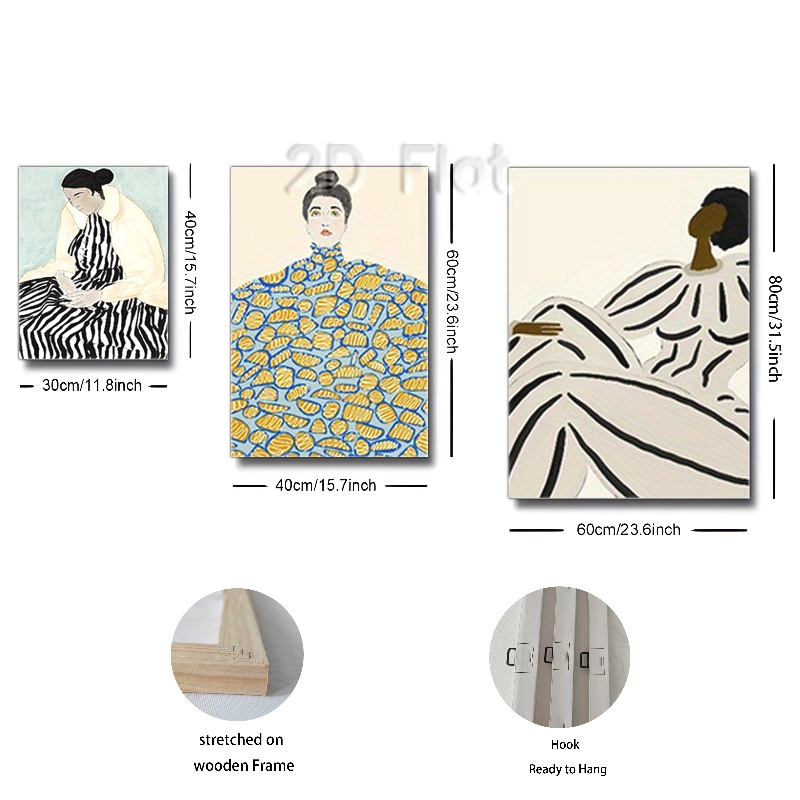 2D Flat
40cm/15.7inch
60cm/23.6inch
80cm/31.5inch
30cm/11.8inch
40cm/15.7inch
60cm/23.6inch
stretched on
wooden Frame
Hook
Ready to Hang